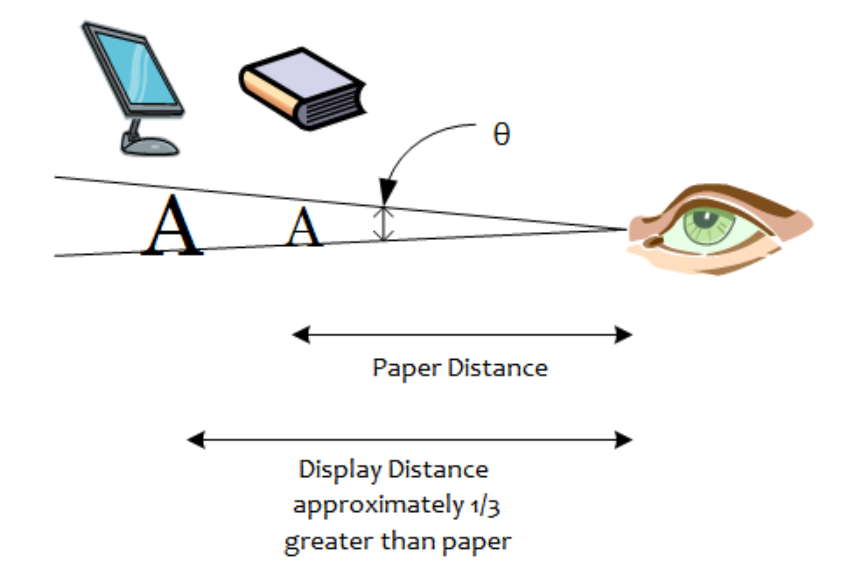 θ
A
A
Paper Distance
Display Distance
approximately 1/3
greater than paper